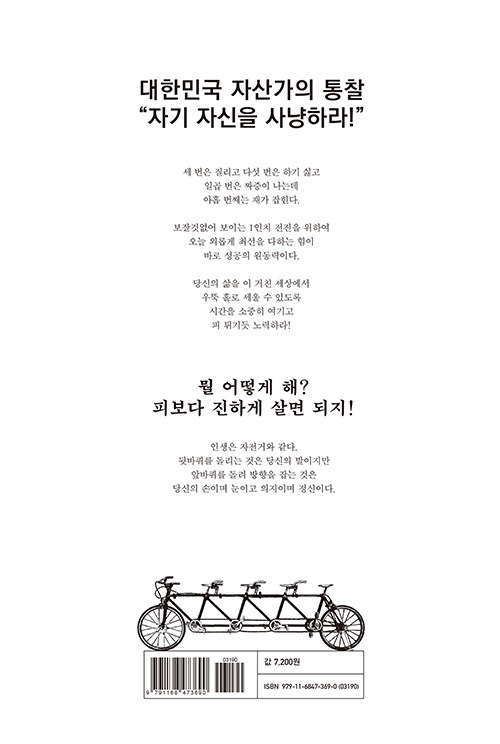 대한민국 자산가의 통찰
“자기 자신을 사냥하라!”
세 번은 질리고 다섯 번은 하기 싫고
일곱 번은 짜증이 나는데
아홉 번째는 재가 잡힌다.
보잘것없어 보이는 1인치 전진을 위하여
오늘 외롭게 최선을 다하는 힘이
바로 성공의 원동력이다.
당신의 삶을 이 거친 세상에서
우뚝 홀로 세울 수 있도록
시간을 소중히 여기고
피 튀기듯 노력하라!
뭘 어떻게 해?
피보다 진하게 살면 되지!
인생은 자전거와 같다.
뒷바퀴를 돌리는 것은 당신의 발이지만
앞바퀴를 돌려 방향을 잡는 것은
당신의 손이며 눈이고 의지이며 정신이다.
03190
값 7,200원
9 791168 473690
ISBN 979-11-6847-369-0 (03190)